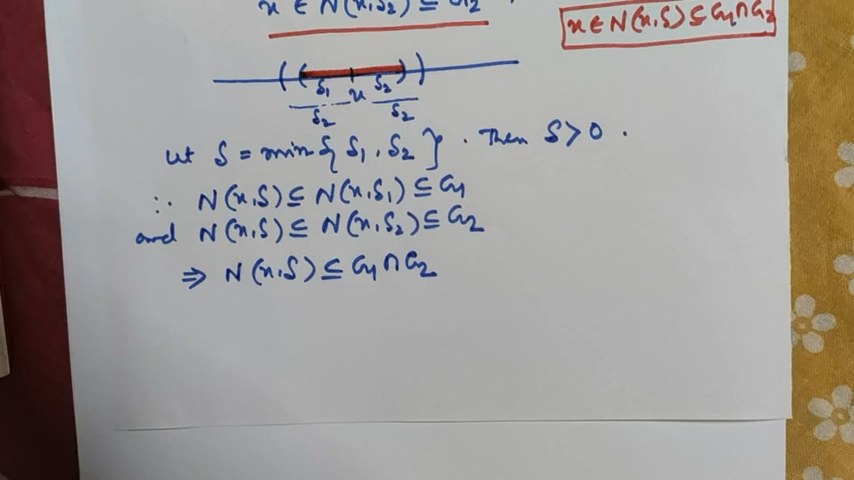 x ∈ N(x, δ₂) ⊆ G₂
x ∈ N(x, δ) ⊆ G₁ ∩ G₂
δ₁ x δ₂
δ₂ δ₂
Let δ = min { δ₁, δ₂ } . Then δ > 0 .
∴ N(x, δ) ⊆ N(x, δ₁) ⊆ G₁
and N(x, δ) ⊆ N(x, δ₂) ⊆ G₂
⇒ N(x, δ) ⊆ G₁ ∩ G₂